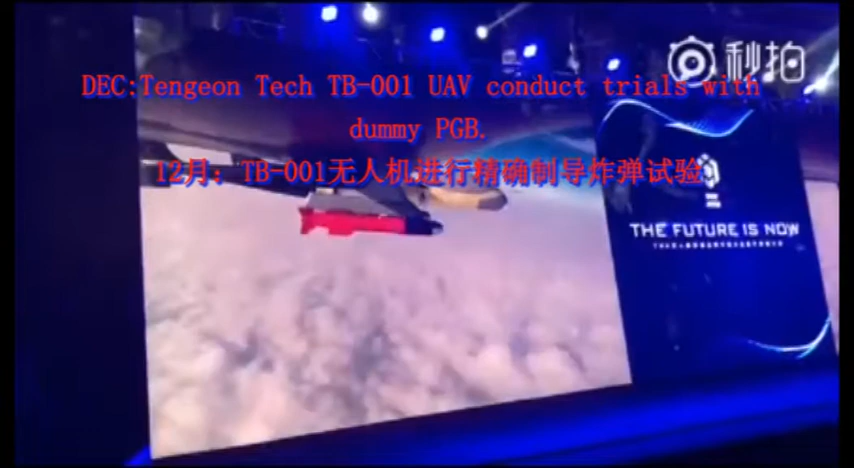 秒拍
DEC:Tengeon Tech TB-001 UAV conduct trials with
dummy PGB.
12月：TB-001无人机进行精确制导炸弹试验
THE FUTURE IS NOW